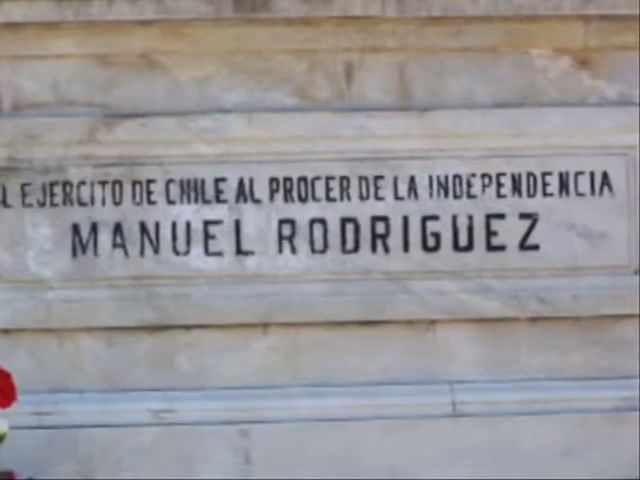 L EJERCITO DE CHILE AL PROCER DE LA INDEPENDENCIA
MANUEL RODRIGUEZ